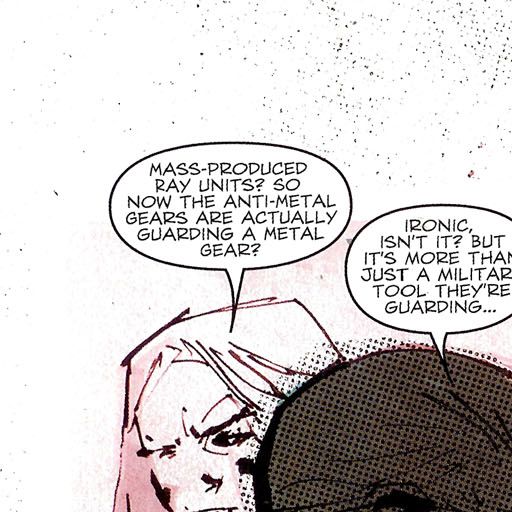 MASS-PRODUCED
RAY UNITS? SO
NOW THE ANTI-METAL
GEARS ARE ACTUALLY
GUARDING A METAL
GEAR?
IRONIC,
ISN'T IT? BUT
IT'S MORE THAN
JUST A MILITAR
TOOL THEY'RE
GUARDING...